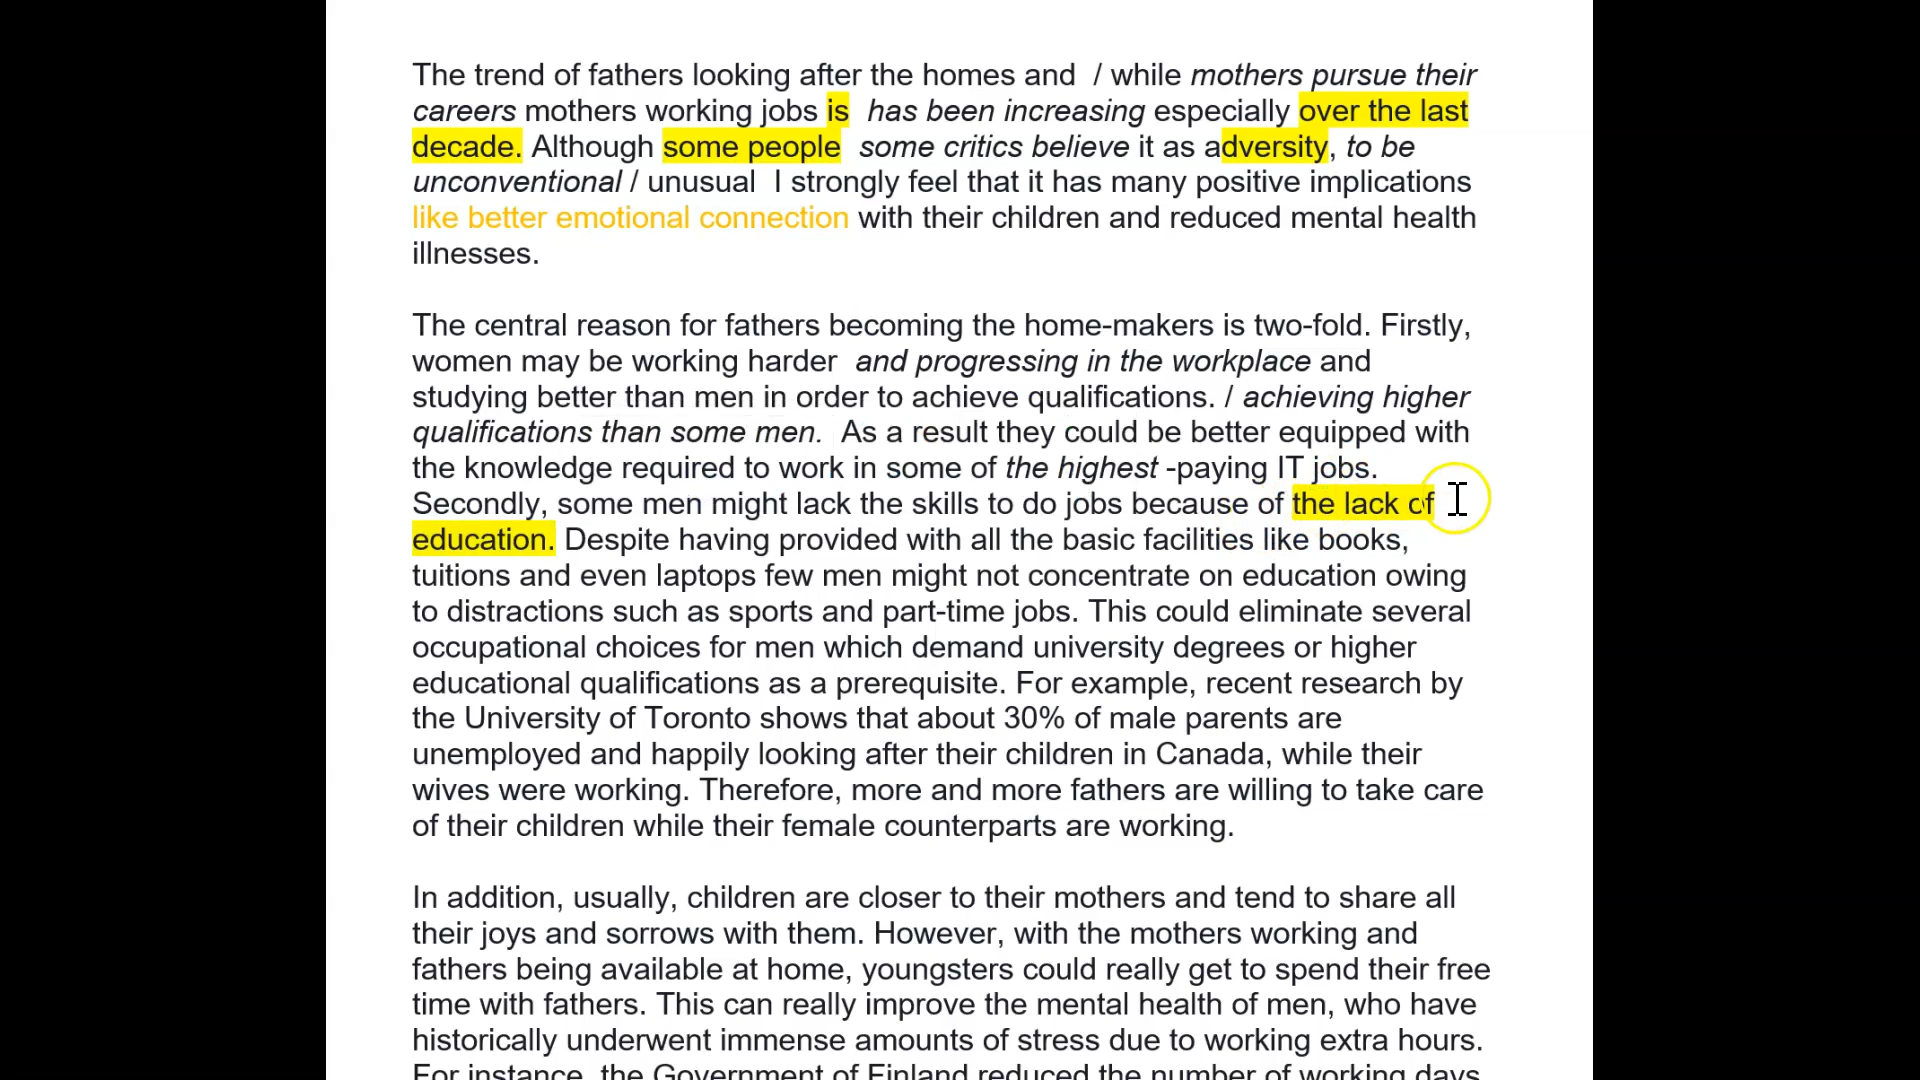 The trend of fathers looking after the homes and / while mothers pursue their
careers mothers working jobs is has been increasing especially over the last
decade. Although some people some critics believe it as adversity, to be
unconventional / unusual I strongly feel that it has many positive implications
like better emotional connection with their children and reduced mental health
illnesses.
The central reason for fathers becoming the home-makers is two-fold. Firstly,
women may be working harder and progressing in the workplace and
studying better than men in order to achieve qualifications. / achieving higher
qualifications than some men. As a result they could be better equipped with
the knowledge required to work in some of the highest -paying IT jobs.
Secondly, some men might lack the skills to do jobs because of the lack of
education. Despite having provided with all the basic facilities like books,
tuitions and even laptops few men might not concentrate on education owing
to distractions such as sports and part-time jobs. This could eliminate several
occupational choices for men which demand university degrees or higher
educational qualifications as a prerequisite. For example, recent research by
the University of Toronto shows that about 30% of male parents are
unemployed and happily looking after their children in Canada, while their
wives were working. Therefore, more and more fathers are willing to take care
of their children while their female counterparts are working.
In addition, usually, children are closer to their mothers and tend to share all
their joys and sorrows with them. However, with the mothers working and
fathers being available at home, youngsters could really get to spend their free
time with fathers. This can really improve the mental health of men, who have
historically underwent immense amounts of stress due to working extra hours.
For instance, the Government of Finland reduced the number of working days